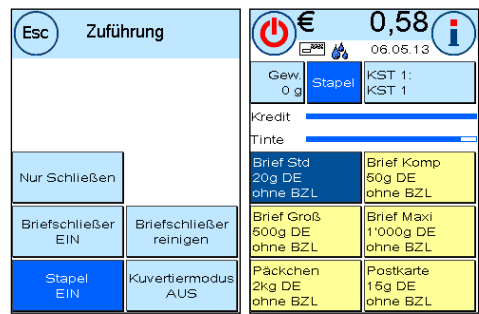 Esc
Zuführung
Nur Schließen
Briefschließer
EIN
Briefschließer
reinigen
Stapel
EIN
Kuvertiermodus
AUS
€ 0,58
06.05.13
i
Gew.
0 g
Stapel
KST 1:
KST 1
Kredit
Tinte
Brief Std
20g DE
ohne BZL
Brief Komp
50g DE
ohne BZL
Brief Groß
500g DE
ohne BZL
Brief Maxi
1'000g DE
ohne BZL
Päckchen
2kg DE
ohne BZL
Postkarte
15g DE
ohne BZL